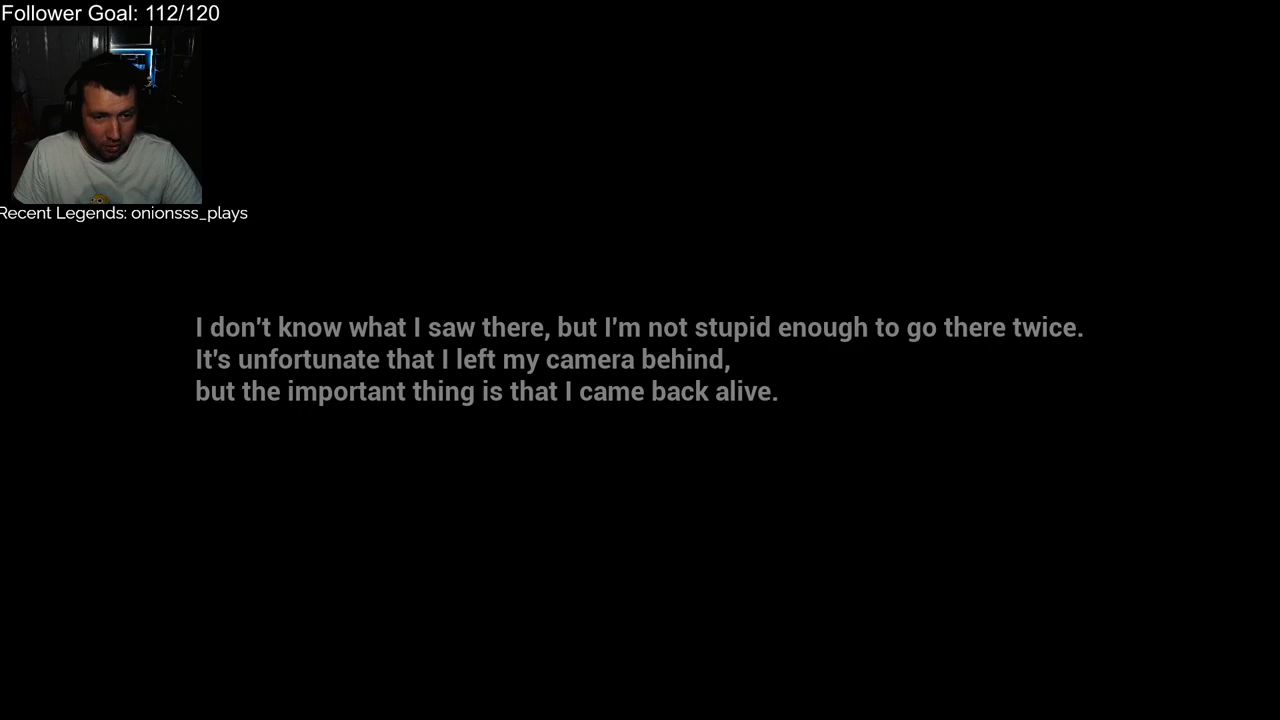 Follower Goal: 112/120
Recent Legends: onionsss_plays
I don't know what I saw there, but I'm not stupid enough to go there twice.
It's unfortunate that I left my camera behind,
but the important thing is that I came back alive.